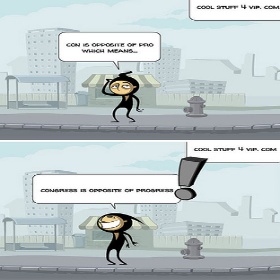 COOL STUFF 4 VIP. COM
CON IS OPPOSITE OF PRO
WHICH MEANS...
COOL STUFF 4 VIP. COM
CONGRESS IS OPPOSITE OF PROGRESS
!